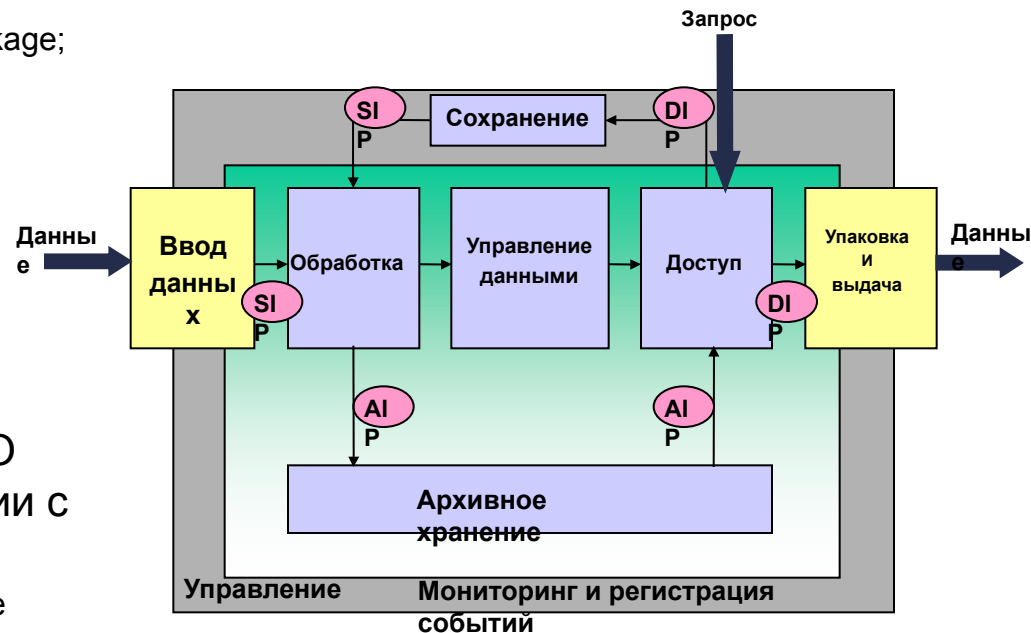 Запрос
kage;
SI
P
Сохранение
DI
P
Данны
е
Ввод
данны
х
SI
P
Обработка
Управление
данными
Доступ
DI
P
Упаковка
и
выдача
Данны
е
AI
P
AI
P
О
ии с
Архивное
хранение
е
Управление
Мониторинг и регистрация
событий